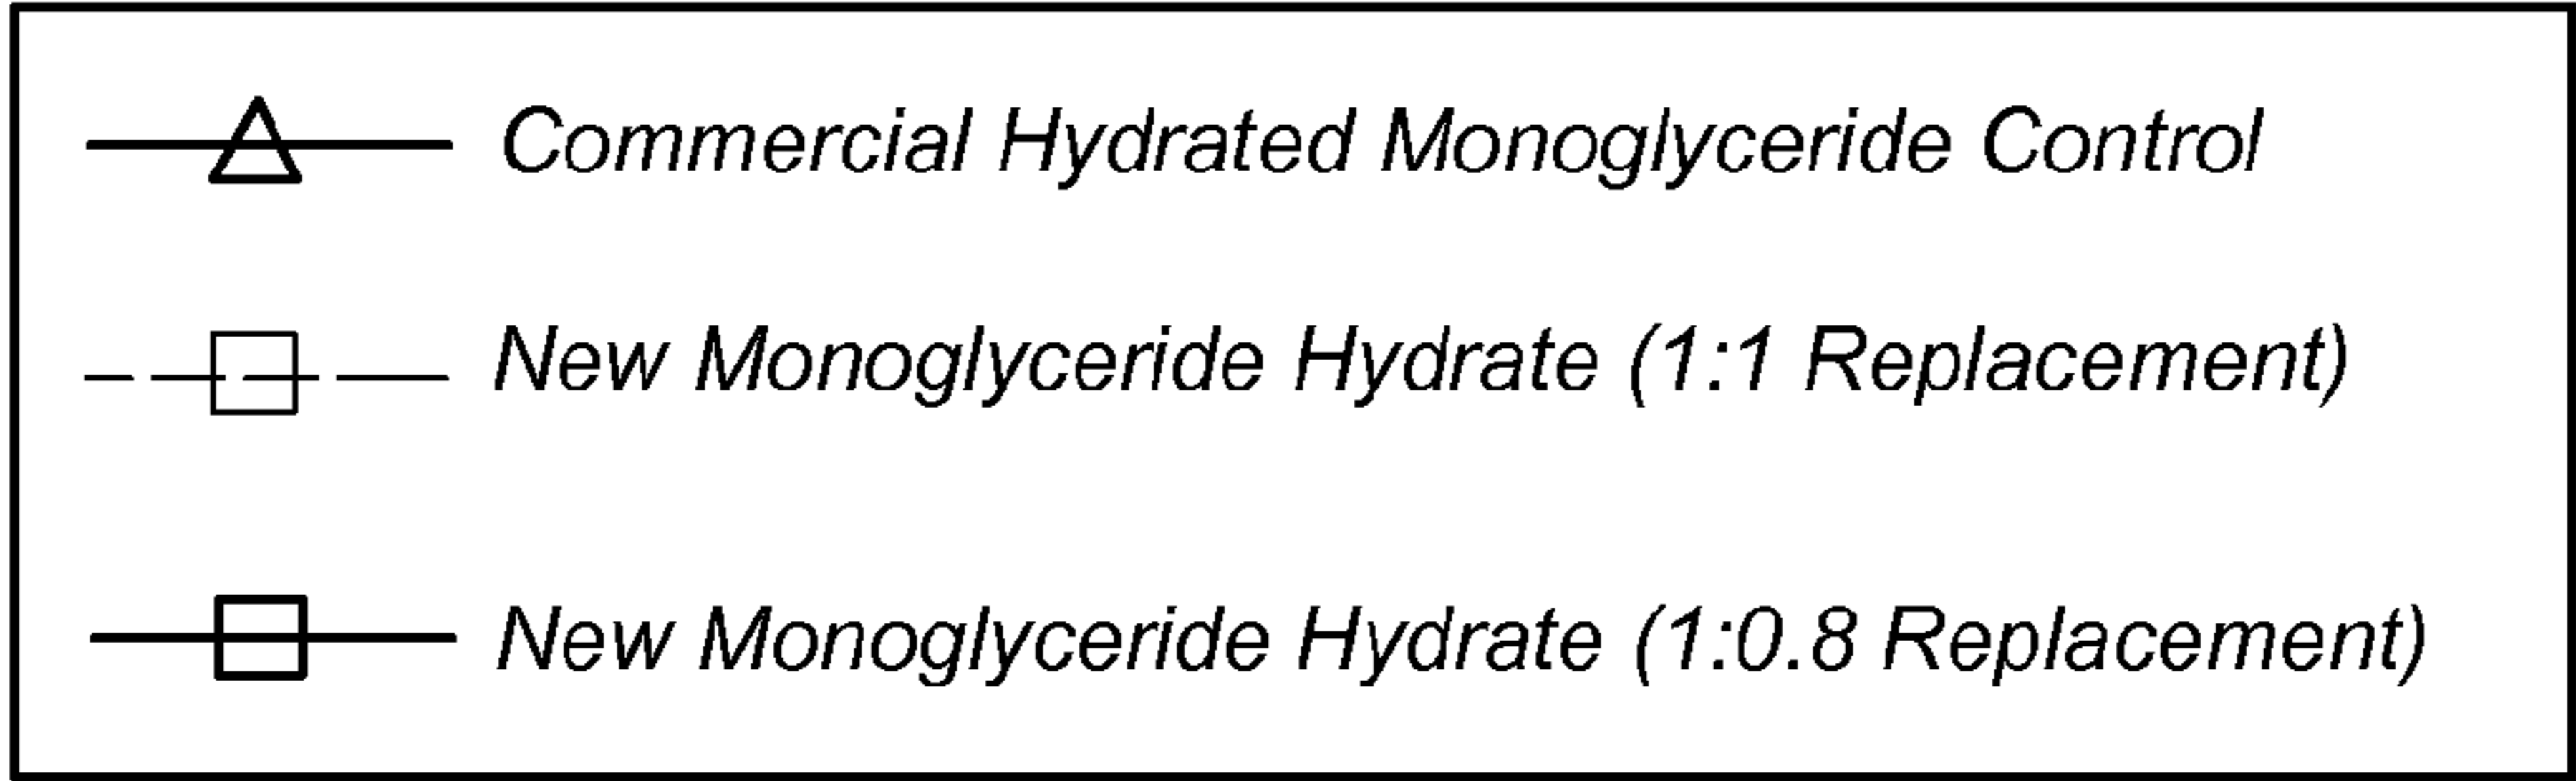 Commercial Hydrated Monoglyceride Control
New Monoglyceride Hydrate (1:1 Replacement)
New Monoglyceride Hydrate (1:0.8 Replacement)